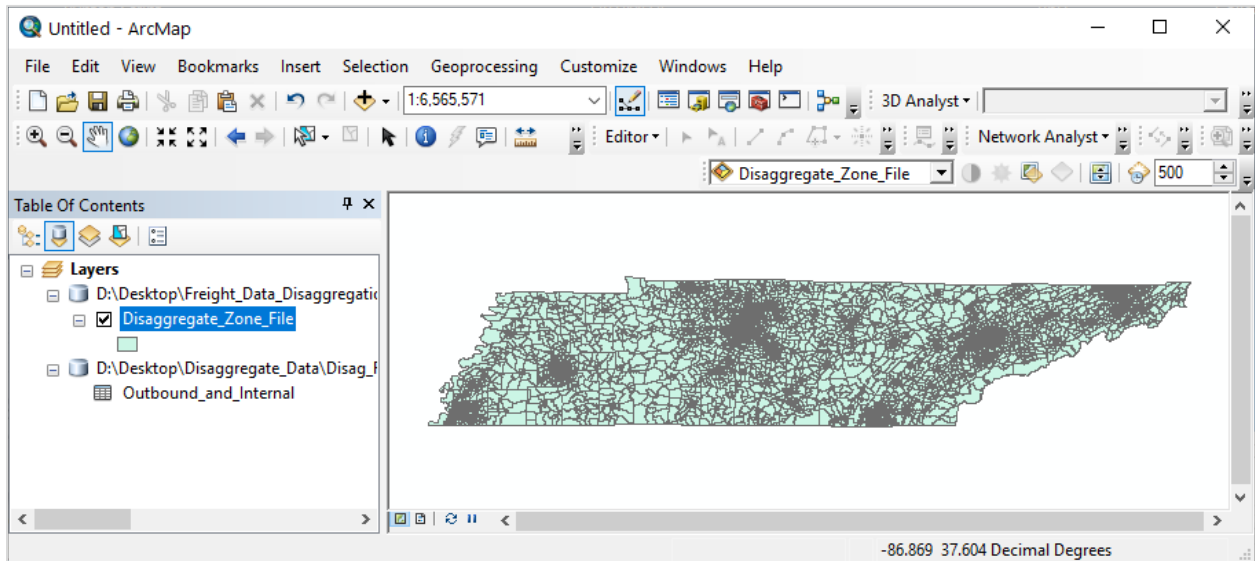 Untitled - ArcMap
File Edit View Bookmarks Insert Selection Geoprocessing Customize Windows Help
1:6,565,571 3D Analyst
Editor Network Analyst
Disaggregate_Zone_File 500
Table Of Contents
Layers
D:\Desktop\Freight_Data_Disaggregatio
Disaggregate_Zone_File
D:\Desktop\Disaggregate_Data\Disag_F
Outbound_and_Internal
-86.869 37.604 Decimal Degrees